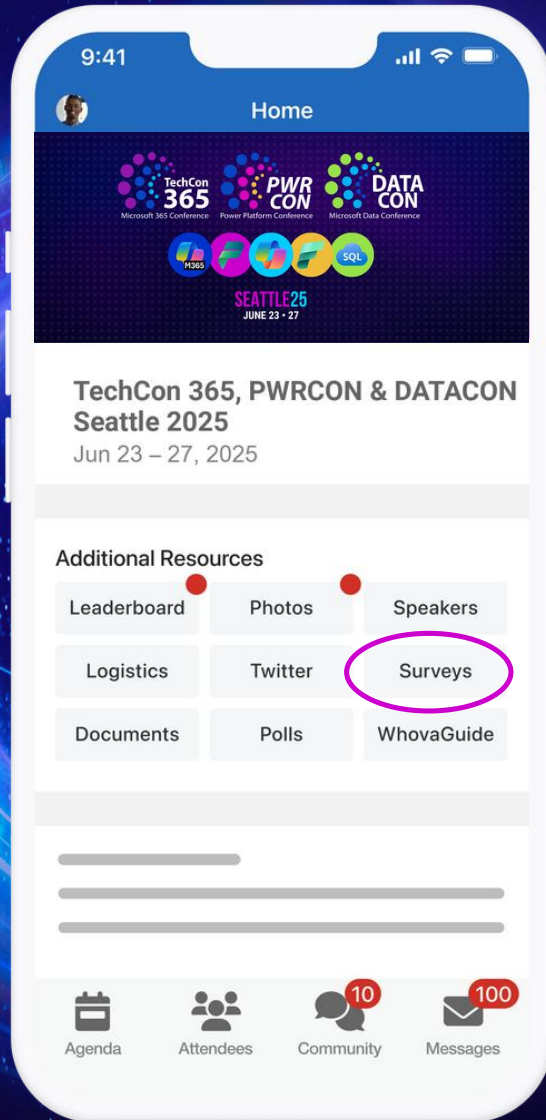 9:41
Home
TechCon
365
Microsoft 365 Conference
PWR
CON
Power Platform Conference
DATA
CON
Microsoft Data Conference
M365
SQL
SEATTLE25
JUNE 23 • 27
TechCon 365, PWRCON & DATACON
Seattle 2025
Jun 23 – 27, 2025
Additional Resources
Leaderboard Photos Speakers
Logistics Twitter Surveys
Documents Polls WhovaGuide
10 100
Agenda Attendees Community Messages